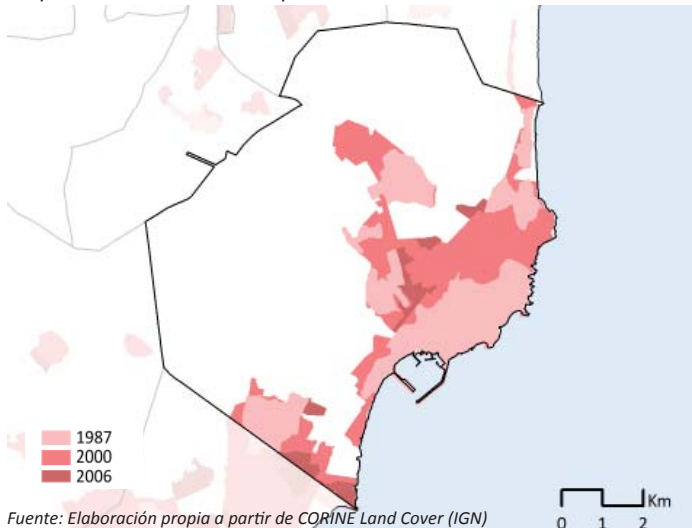 1987
2000
2006
Km
0 1 2
Fuente: Elaboración propia a partir de CORINE Land Cover (IGN)